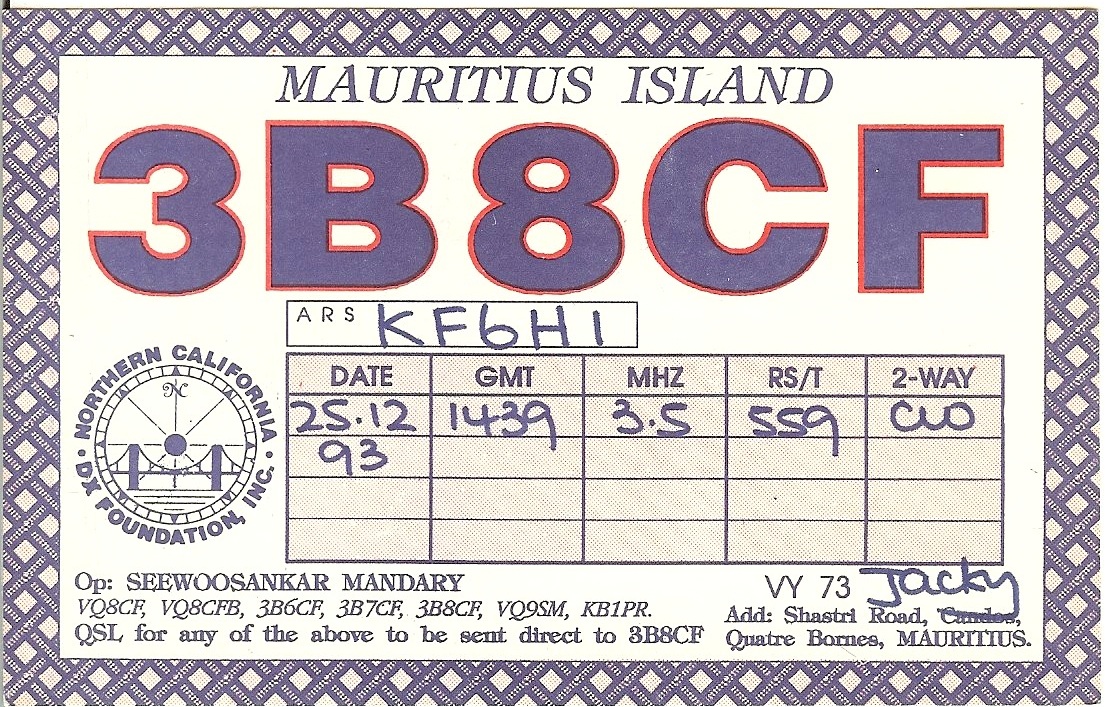 MAURITIUS ISLAND
3B8CF
ARS KF6HI
NORTHERN CALIFORNIA
• DX FOUNDATION, INC. •
N
DATE GMT MHZ RS/T 2-WAY
25.12 1439 3.5 559 CW
93
Op: SEEWOOSANKAR MANDARY
VQ8CF, VQ8CFB, 3B6CF, 3B7CF, 3B8CF, VQ9SM, KB1PR.
QSL for any of the above to be sent direct to 3B8CF
VY 73 Jacky
Add: Shastri Road, Candos,
Quatre Bornes, MAURITIUS.